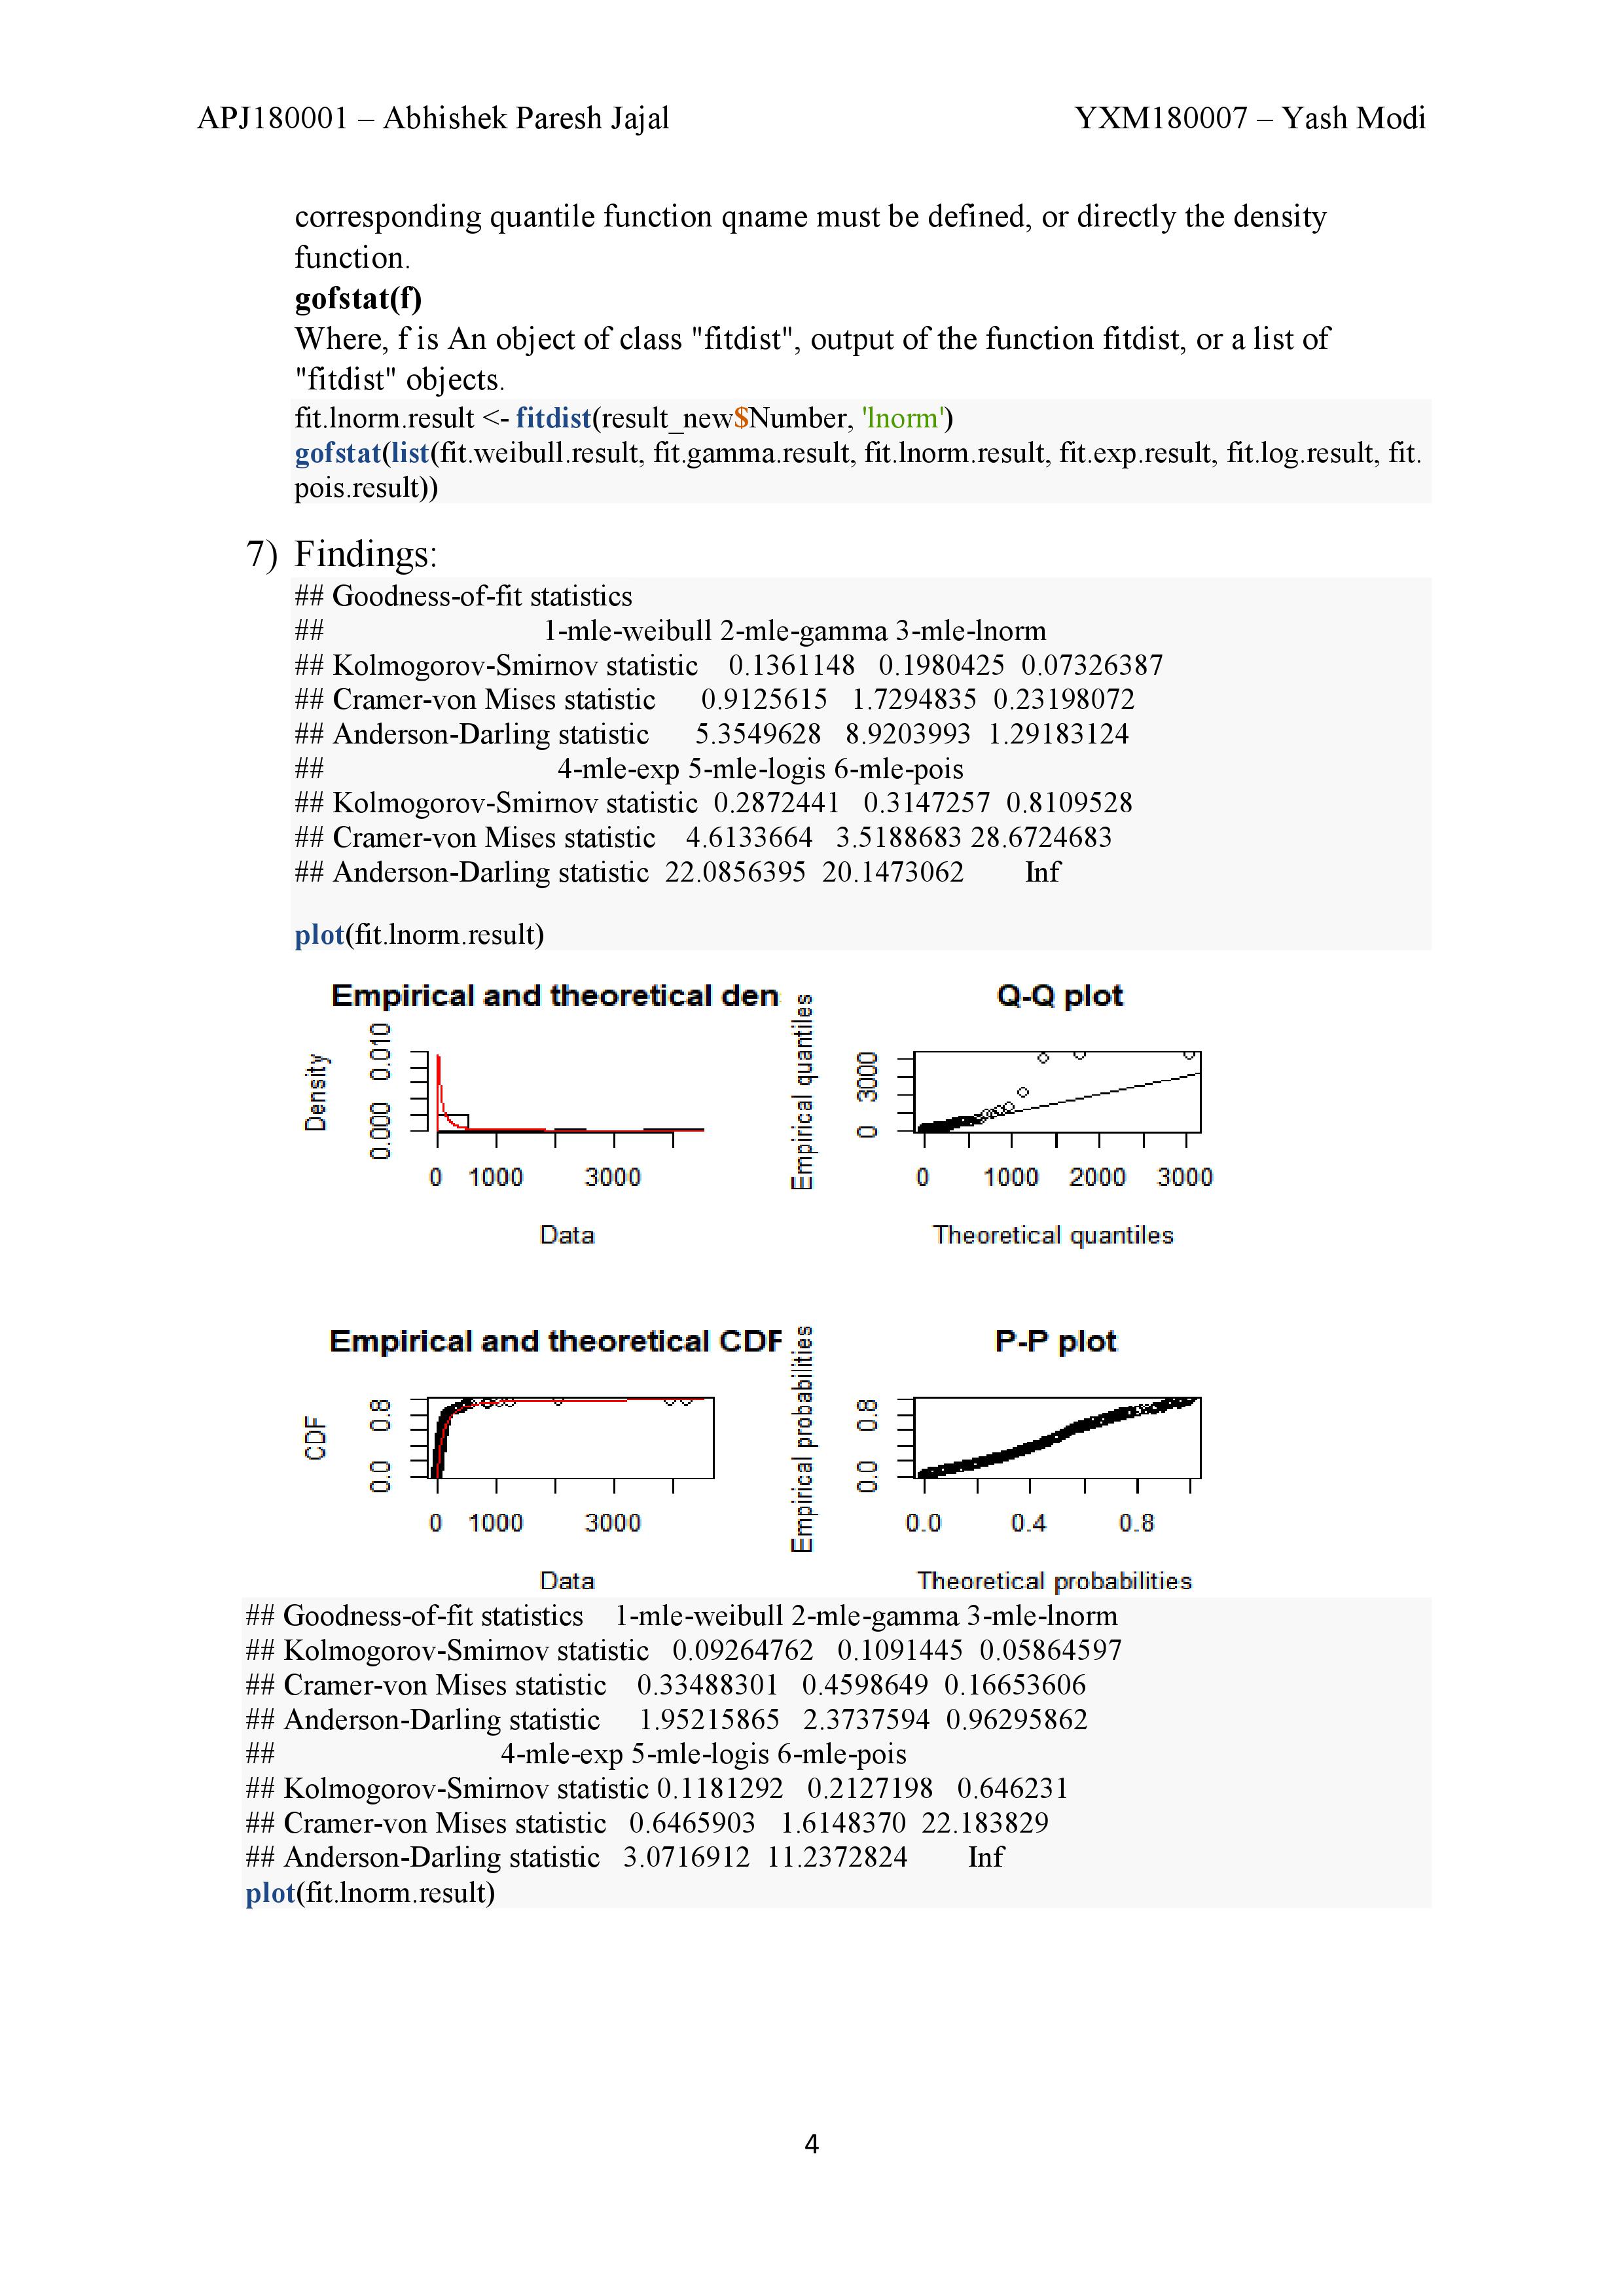 APJ180001 – Abhishek Paresh Jajal YXM180007 – Yash Modi
corresponding quantile function qname must be defined, or directly the density
function.
gofstat(f)
Where, f is An object of class "fitdist", output of the function fitdist, or a list of
"fitdist" objects.
fit.lnorm.result <- fitdist(result_new$Number, 'lnorm')
gofstat(list(fit.weibull.result, fit.gamma.result, fit.lnorm.result, fit.exp.result, fit.log.result, fit.
pois.result))
7) Findings:
## Goodness-of-fit statistics
## 1-mle-weibull 2-mle-gamma 3-mle-lnorm
## Kolmogorov-Smirnov statistic 0.1361148 0.1980425 0.07326387
## Cramer-von Mises statistic 0.9125615 1.7294835 0.23198072
## Anderson-Darling statistic 5.3549628 8.9203993 1.29183124
## 4-mle-exp 5-mle-logis 6-mle-pois
## Kolmogorov-Smirnov statistic 0.2872441 0.3147257 0.8109528
## Cramer-von Mises statistic 4.6133664 3.5188683 28.6724683
## Anderson-Darling statistic 22.0856395 20.1473062 Inf
plot(fit.lnorm.result)
Empirical and theoretical den
Density
0.000 0.010
0 1000 3000
Data
Q-Q plot
Empirical quantiles
0 3000
0 1000 2000 3000
Theoretical quantiles
Empirical and theoretical CDF
CDF
0.0 0.8
0 1000 3000
Data
P-P plot
Empirical probabilities
0.0 0.8
0.0 0.4 0.8
Theoretical probabilities
## Goodness-of-fit statistics 1-mle-weibull 2-mle-gamma 3-mle-lnorm
## Kolmogorov-Smirnov statistic 0.09264762 0.1091445 0.05864597
## Cramer-von Mises statistic 0.33488301 0.4598649 0.16653606
## Anderson-Darling statistic 1.95215865 2.3737594 0.96295862
## 4-mle-exp 5-mle-logis 6-mle-pois
## Kolmogorov-Smirnov statistic 0.1181292 0.2127198 0.646231
## Cramer-von Mises statistic 0.6465903 1.6148370 22.183829
## Anderson-Darling statistic 3.0716912 11.2372824 Inf
plot(fit.lnorm.result)
4